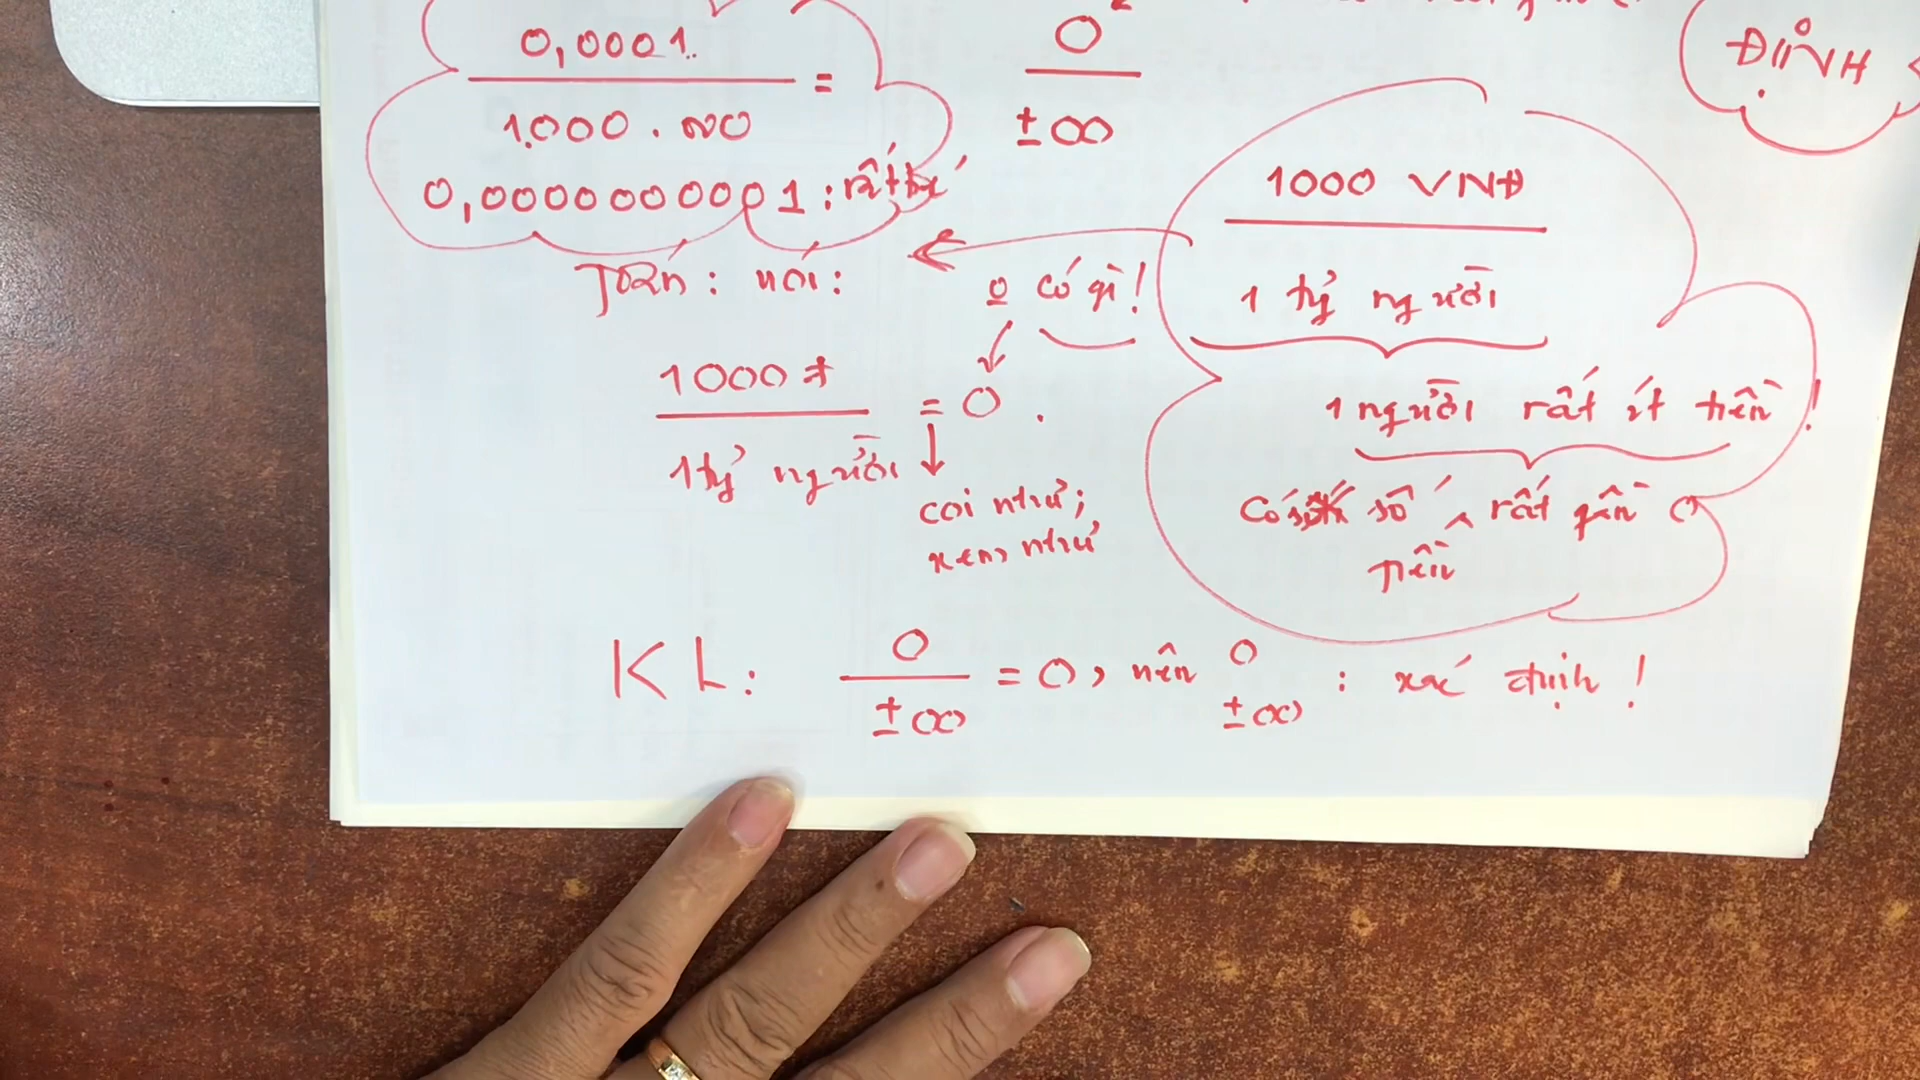 0,0001
1.000.000
=
0
±∞
0,0000000001 : rất bé
Toán : nói :
0 có gì !
1000 đ
1 tỷ người
= 0 .
coi như ;
xem như
1000 VNĐ
1 tỷ người
1 người rất ít tiền !
Có số tiền rất gần 0
ĐỊNH
KL : 0 / ±∞ = 0 , nên 0 / ±∞ : xác định !